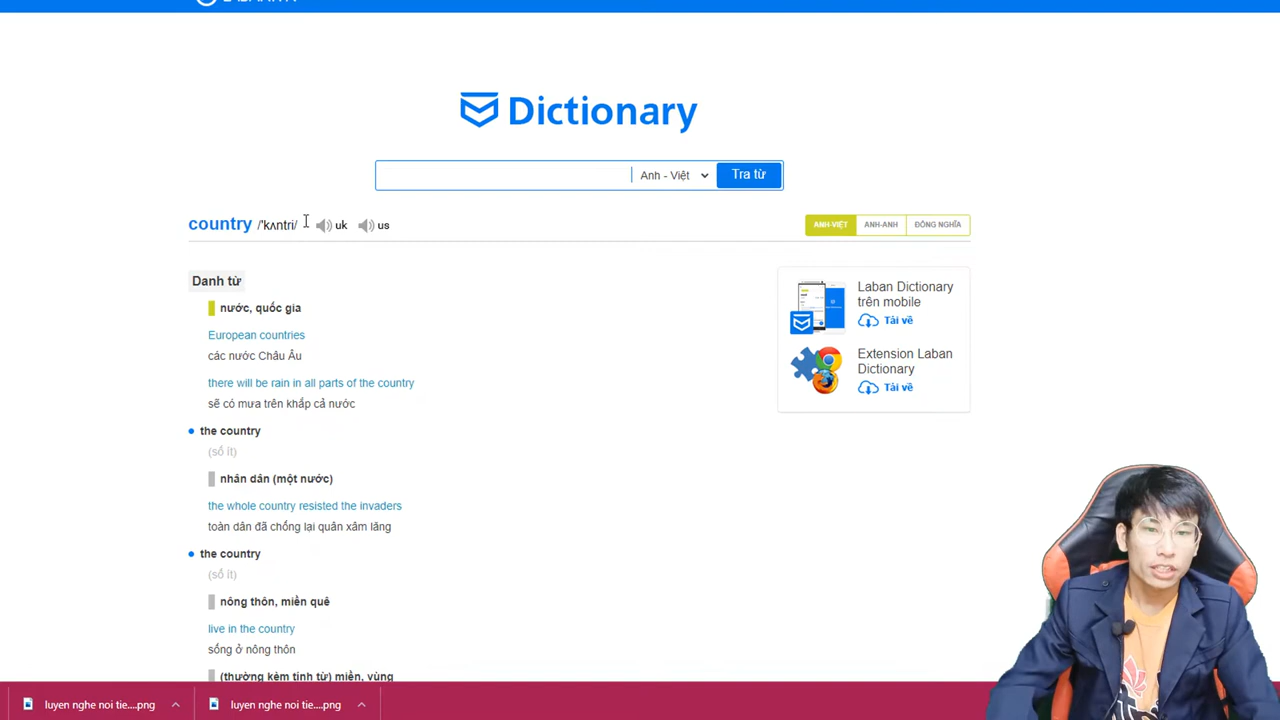 Dictionary
Anh - Việt
Tra từ
country /'kʌntri/ uk us
ANH-VIỆT ANH-ANH ĐỒNG NGHĨA
Danh từ
nước, quốc gia
European countries
các nước Châu Âu
there will be rain in all parts of the country
sẽ có mưa trên khắp cả nước
the country
(số ít)
nhân dân (một nước)
the whole country resisted the invaders
toàn dân đã chống lại quân xâm lăng
the country
(số ít)
nông thôn, miền quê
live in the country
sống ở nông thôn
(thường kèm tính từ) miền, vùng
Laban Dictionary
trên mobile
Tải về
Extension Laban
Dictionary
Tải về
luyen nghe noi tie....png
luyen nghe noi tie....png